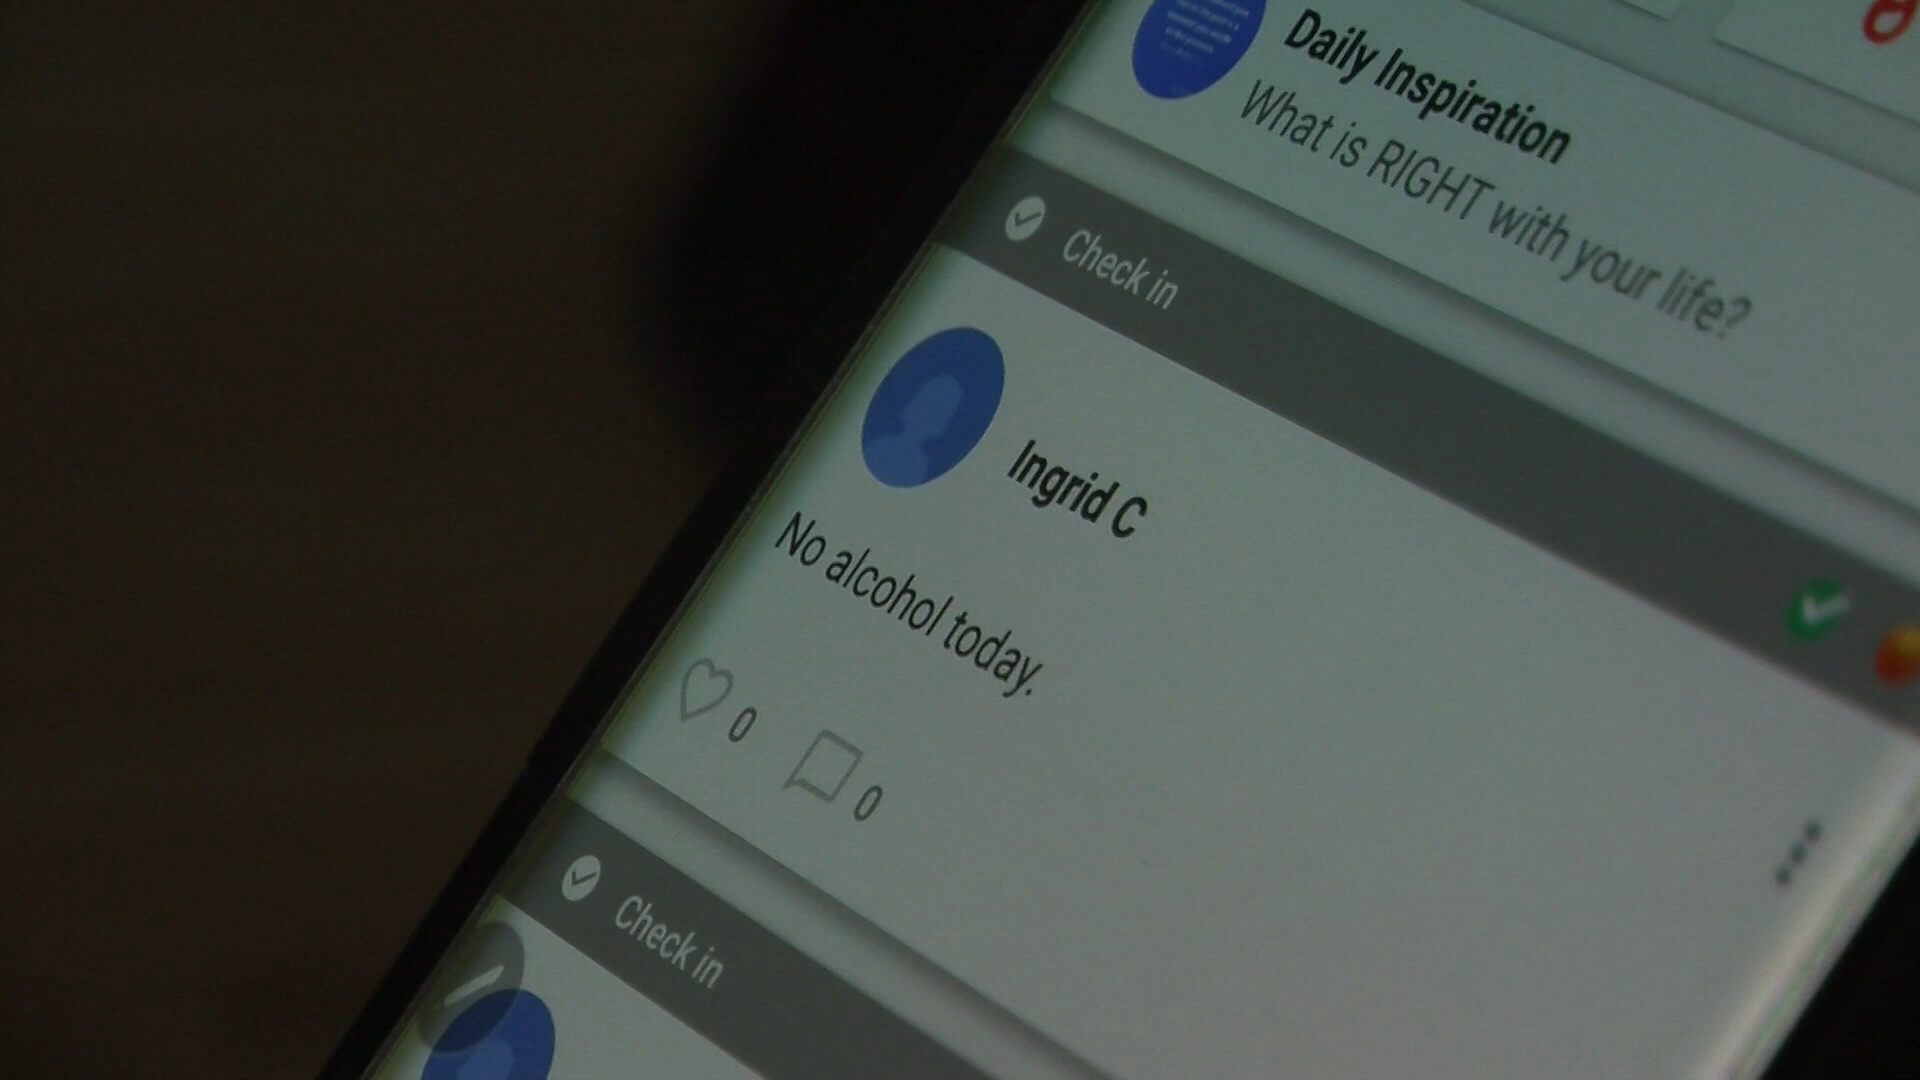 Daily Inspiration
What is RIGHT with your life?
Check in
Ingrid C
No alcohol today.
0 0
Check in